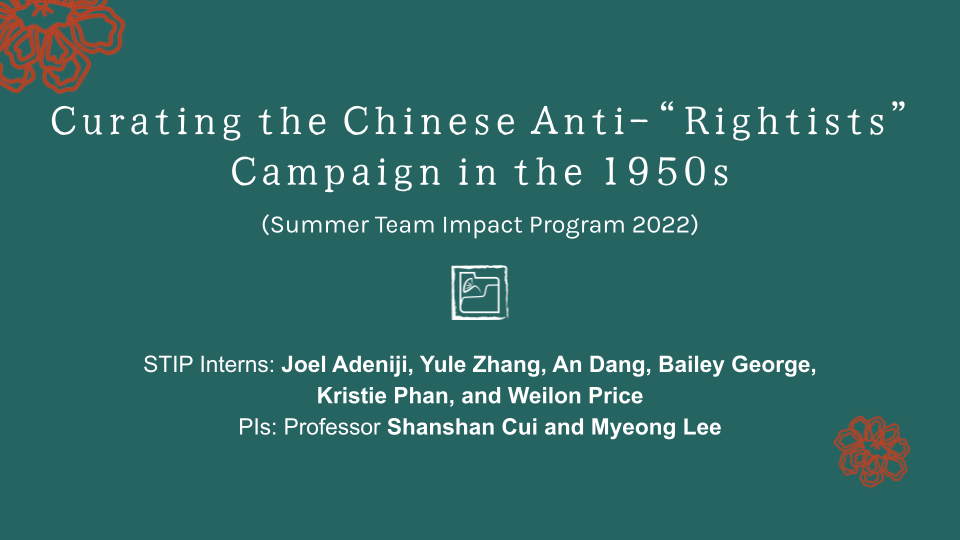 Curating the Chinese Anti-“Rightists”
Campaign in the 1950s
(Summer Team Impact Program 2022)
STIP Interns: Joel Adeniji, Yule Zhang, An Dang, Bailey George,
Kristie Phan, and Weilon Price
PIs: Professor Shanshan Cui and Myeong Lee